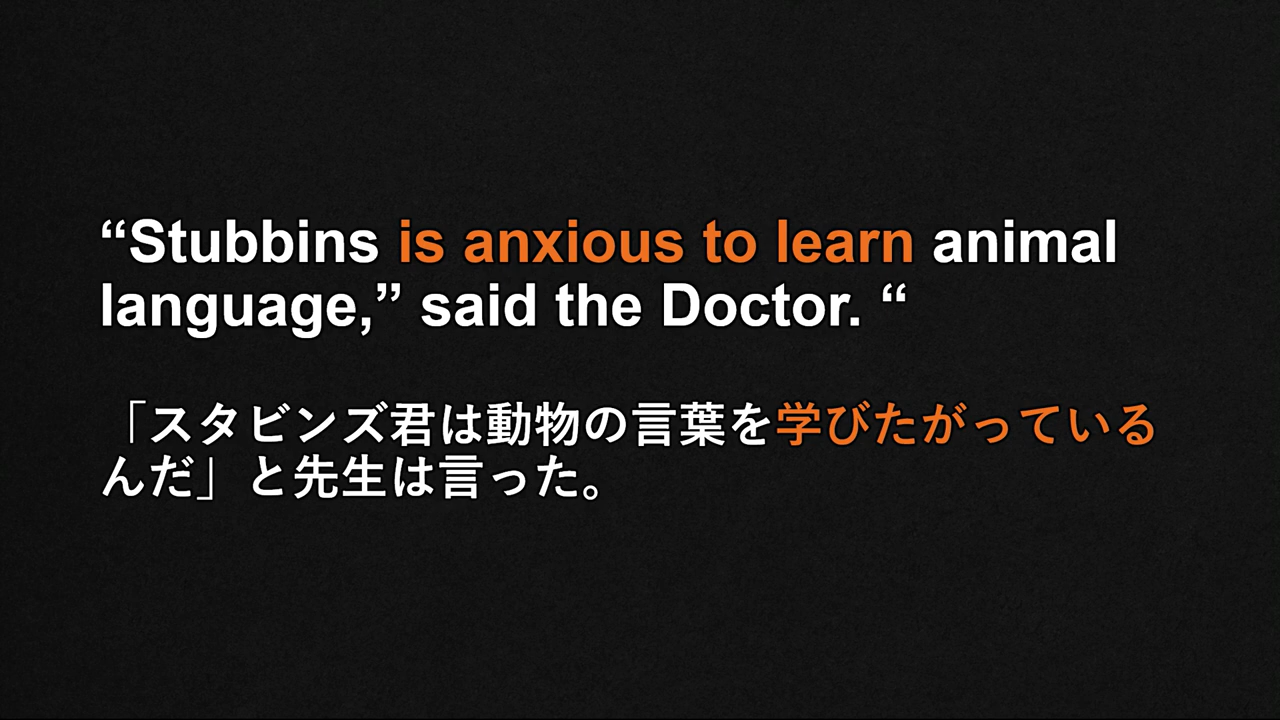 “Stubbins is anxious to learn animal
language,” said the Doctor. “
「スタビンズ君は動物の言葉を学びたがっている
んだ」と先生は言った。